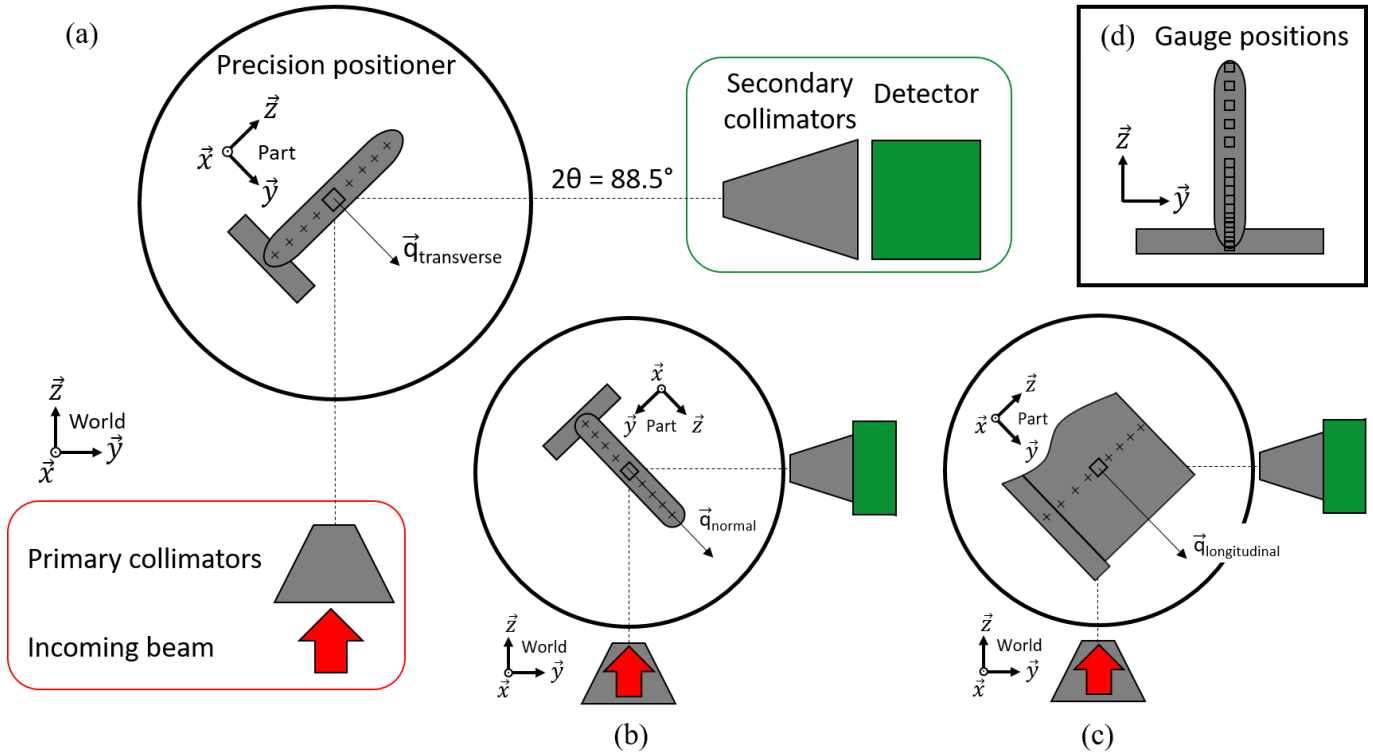 (a)
Precision positioner
z⃗
x⃗
Part
y⃗
q⃗transverse
2θ = 88.5°
Secondary
collimators
Detector
(d)
Gauge positions
z⃗
y⃗
z⃗
World
y⃗
x⃗
Primary collimators
Incoming beam
x⃗
y⃗
Part
z⃗
q⃗normal
z⃗
World
y⃗
x⃗
(b)
z⃗
x⃗
Part
y⃗
q⃗longitudinal
z⃗
World
y⃗
x⃗
(c)